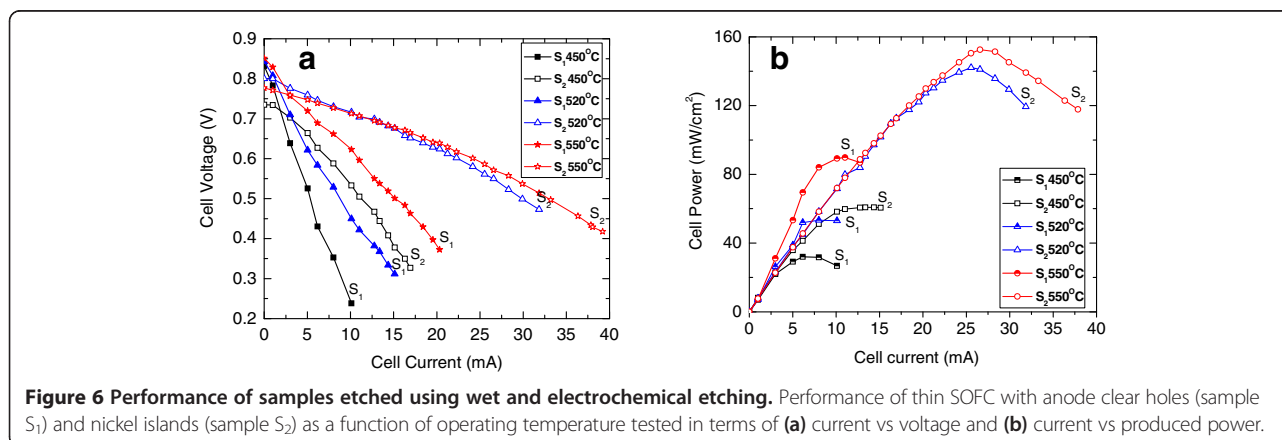 a
0.9
0.8
0.7
0.6
0.5
0.4
0.3
0.2
Cell Voltage (V)
0 5 10 15 20 25 30 35 40
Cell Current (mA)
S₁450°C
S₂450°C
S₁520°C
S₂520°C
S₁550°C
S₂550°C
S₂
S₂
S₁
S₂
S₁
S₁
b
160
120
80
40
0
Cell Power (mW/cm²)
0 5 10 15 20 25 30 35 40
Cell current (mA)
S₂
S₂
S₁
S₂
S₁
S₁
S₁450°C
S₂450°C
S₁520°C
S₂520°C
S₁550°C
S₂550°C
Figure 6 Performance of samples etched using wet and electrochemical etching. Performance of thin SOFC with anode clear holes (sample
S₁) and nickel islands (sample S₂) as a function of operating temperature tested in terms of (a) current vs voltage and (b) current vs produced power.